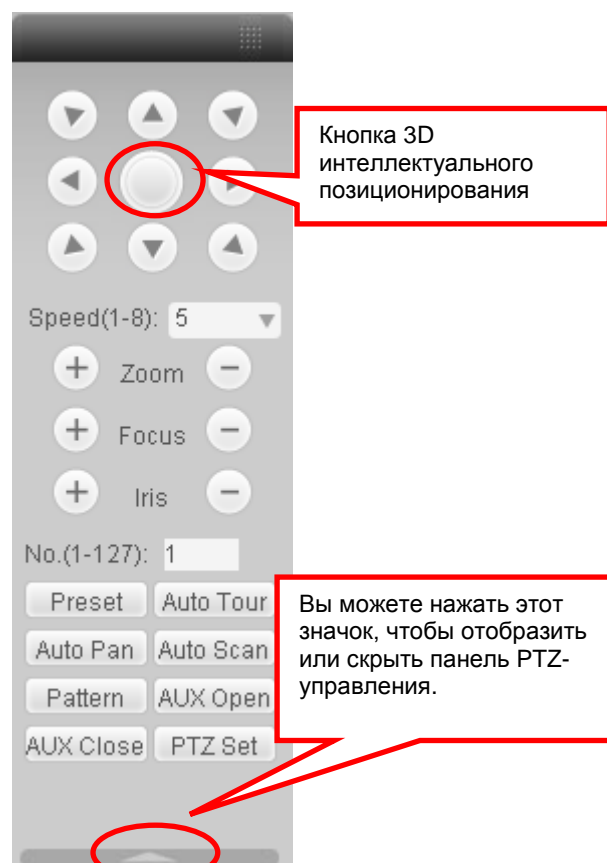 Кнопка 3D
интеллектуального
позиционирования
Speed(1-8): 5
+ Zoom −
+ Focus −
+ Iris −
No.(1-127): 1
Preset Auto Tour
Auto Pan Auto Scan
Pattern AUX Open
AUX Close PTZ Set
Вы можете нажать этот
значок, чтобы отобразить
или скрыть панель PTZ-
управления.